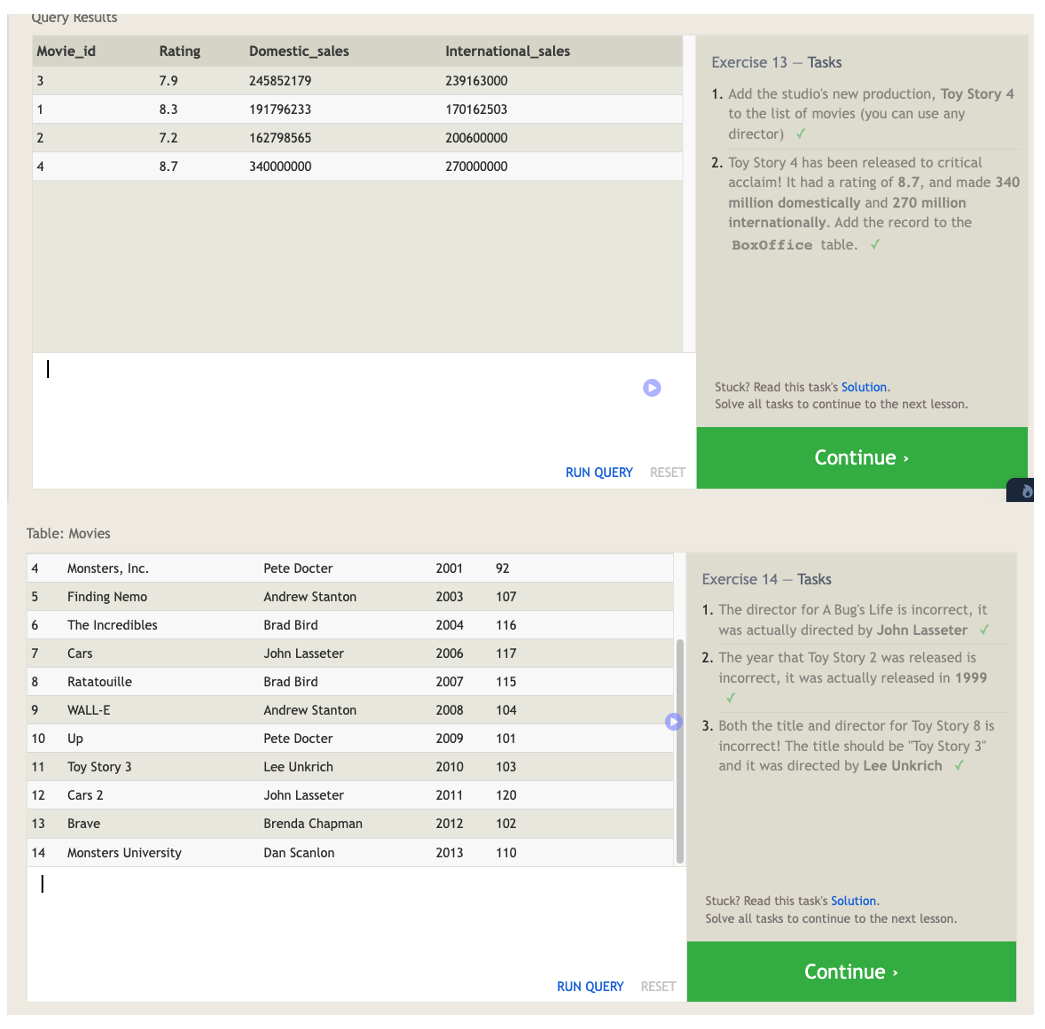 Query Results
Movie_id Rating Domestic_sales International_sales
3 7.9 245852179 239163000
1 8.3 191796233 170162503
2 7.2 162798565 200600000
4 8.7 340000000 270000000
RUN QUERY RESET
Exercise 13 — Tasks
1. Add the studio's new production, Toy Story 4
to the list of movies (you can use any
director) ✓
2. Toy Story 4 has been released to critical
acclaim! It had a rating of 8.7, and made 340
million domestically and 270 million
internationally. Add the record to the
BoxOffice table. ✓
Stuck? Read this task's Solution.
Solve all tasks to continue to the next lesson.
Continue ›
Table: Movies
4 Monsters, Inc. Pete Docter 2001 92
5 Finding Nemo Andrew Stanton 2003 107
6 The Incredibles Brad Bird 2004 116
7 Cars John Lasseter 2006 117
8 Ratatouille Brad Bird 2007 115
9 WALL-E Andrew Stanton 2008 104
10 Up Pete Docter 2009 101
11 Toy Story 3 Lee Unkrich 2010 103
12 Cars 2 John Lasseter 2011 120
13 Brave Brenda Chapman 2012 102
14 Monsters University Dan Scanlon 2013 110
RUN QUERY RESET
Exercise 14 — Tasks
1. The director for A Bug's Life is incorrect, it
was actually directed by John Lasseter ✓
2. The year that Toy Story 2 was released is
incorrect, it was actually released in 1999
✓
3. Both the title and director for Toy Story 8 is
incorrect! The title should be "Toy Story 3"
and it was directed by Lee Unkrich ✓
Stuck? Read this task's Solution.
Solve all tasks to continue to the next lesson.
Continue ›